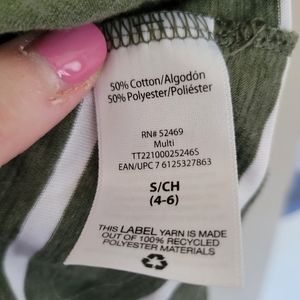 50% Cotton/Algodón
50% Polyester/Poliéster
RN# 52469
Multi
TT22100025246S
EAN/UPC 7 6125327863
S/CH
(4-6)
THIS LABEL YARN IS MADE
OUT OF 100% RECYCLED
POLYESTER MATERIALS